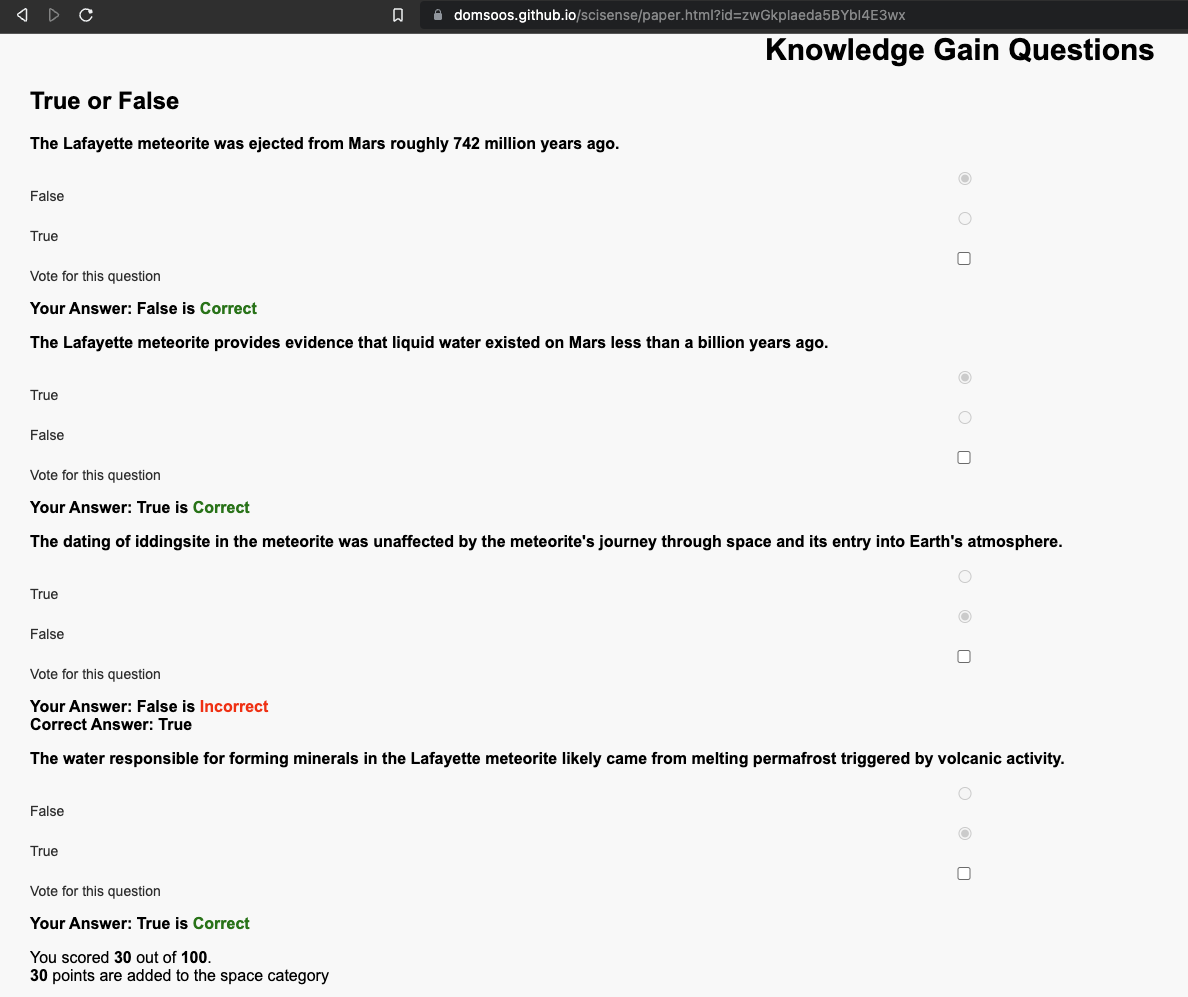 domsoos.github.io/scisense/paper.html?id=zwGkplaeda5BYbl4E3wx
Knowledge Gain Questions
True or False
The Lafayette meteorite was ejected from Mars roughly 742 million years ago.
False
True
Vote for this question
Your Answer: False is Correct
The Lafayette meteorite provides evidence that liquid water existed on Mars less than a billion years ago.
True
False
Vote for this question
Your Answer: True is Correct
The dating of iddingsite in the meteorite was unaffected by the meteorite's journey through space and its entry into Earth's atmosphere.
True
False
Vote for this question
Your Answer: False is Incorrect
Correct Answer: True
The water responsible for forming minerals in the Lafayette meteorite likely came from melting permafrost triggered by volcanic activity.
False
True
Vote for this question
Your Answer: True is Correct
You scored 30 out of 100.
30 points are added to the space category